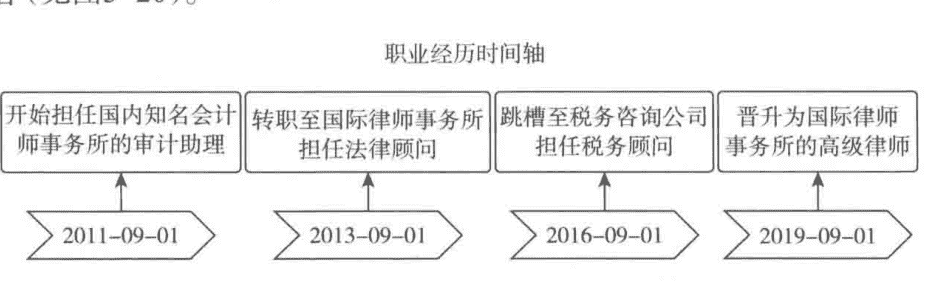 (见图3-20)。
职业经历时间轴
开始担任国内知名会计
师事务所的审计助理
转职至国际律师事务所
担任法律顾问
跳槽至税务咨询公司
担任税务顾问
晋升为国际律师
事务所的高级律师
2011-09-01
2013-09-01
2016-09-01
2019-09-01